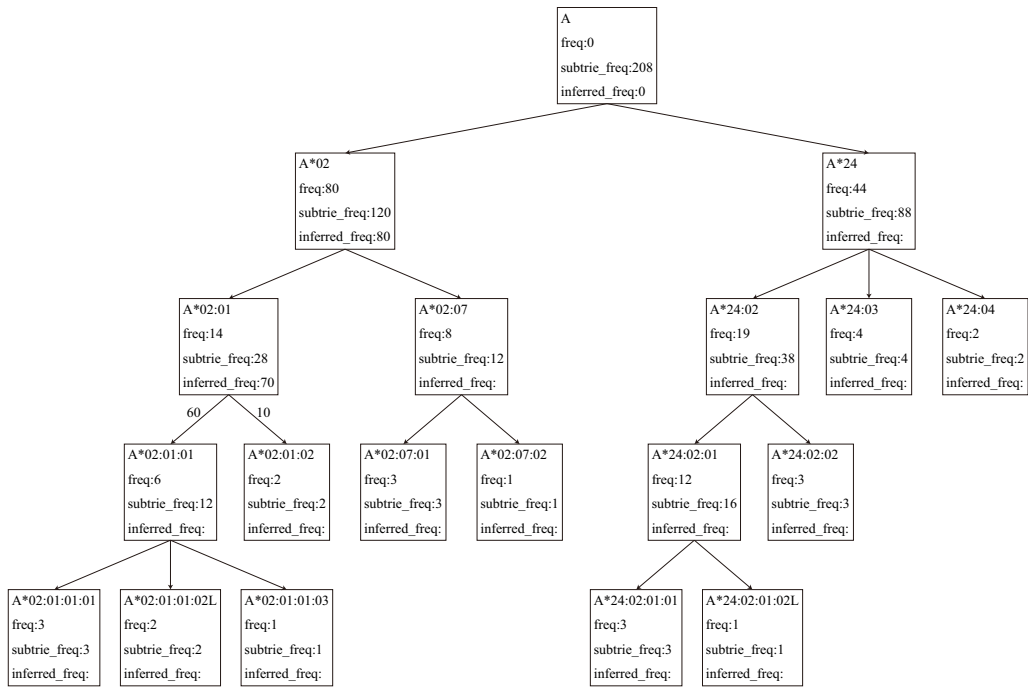 A
freq:0
subtrie_freq:208
inferred_freq:0
A*02
freq:80
subtrie_freq:120
inferred_freq:80
A*24
freq:44
subtrie_freq:88
inferred_freq:
A*02:01
freq:14
subtrie_freq:28
inferred_freq:70
A*02:07
freq:8
subtrie_freq:12
inferred_freq:
A*24:02
freq:19
subtrie_freq:38
inferred_freq:
A*24:03
freq:4
subtrie_freq:4
inferred_freq:
A*24:04
freq:2
subtrie_freq:2
inferred_freq:
60
10
A*02:01:01
freq:6
subtrie_freq:12
inferred_freq:
A*02:01:02
freq:2
subtrie_freq:2
inferred_freq:
A*02:07:01
freq:3
subtrie_freq:3
inferred_freq:
A*02:07:02
freq:1
subtrie_freq:1
inferred_freq:
A*24:02:01
freq:12
subtrie_freq:16
inferred_freq:
A*24:02:02
freq:3
subtrie_freq:3
inferred_freq:
A*02:01:01:01
freq:3
subtrie_freq:3
inferred_freq:
A*02:01:01:02L
freq:2
subtrie_freq:2
inferred_freq:
A*02:01:01:03
freq:1
subtrie_freq:1
inferred_freq:
A*24:02:01:01
freq:3
subtrie_freq:3
inferred_freq:
A*24:02:01:02L
freq:1
subtrie_freq:1
inferred_freq: